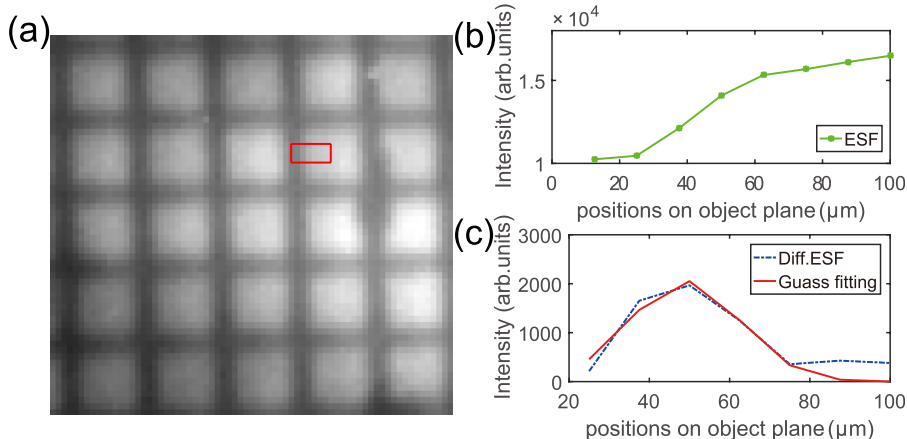 (a)
(b)
× 10⁴
Intensity (arb.units)
1.5
1
ESF
0 20 40 60 80 100
positions on object plane (μm)
(c)
Intensity (arb.units)
3000
2000
1000
0
Diff.ESF
Guass fitting
20 40 60 80 100
positions on object plane (μm)